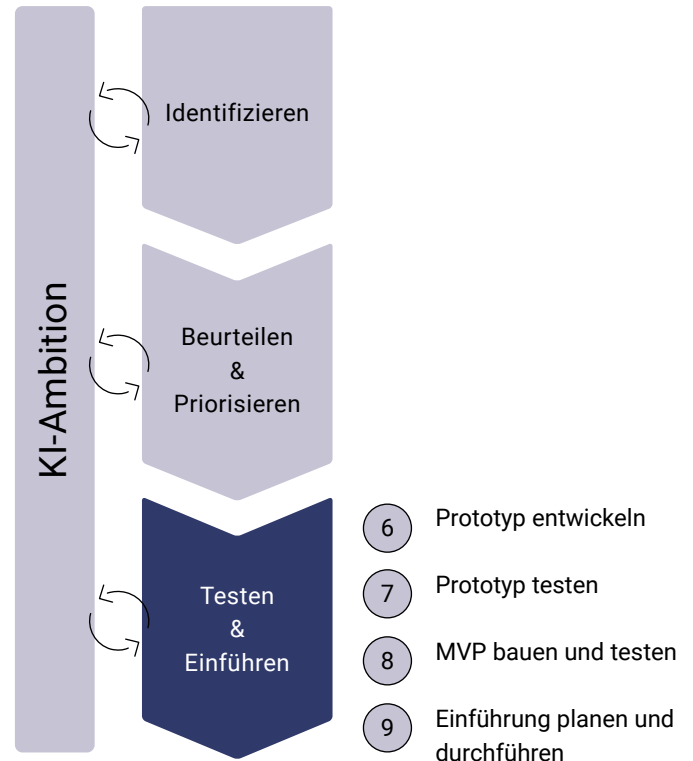 KI-Ambition
Identifizieren
Beurteilen
&
Priorisieren
Testen
&
Einführen
6 Prototyp entwickeln
7 Prototyp testen
8 MVP bauen und testen
9 Einführung planen und
durchführen